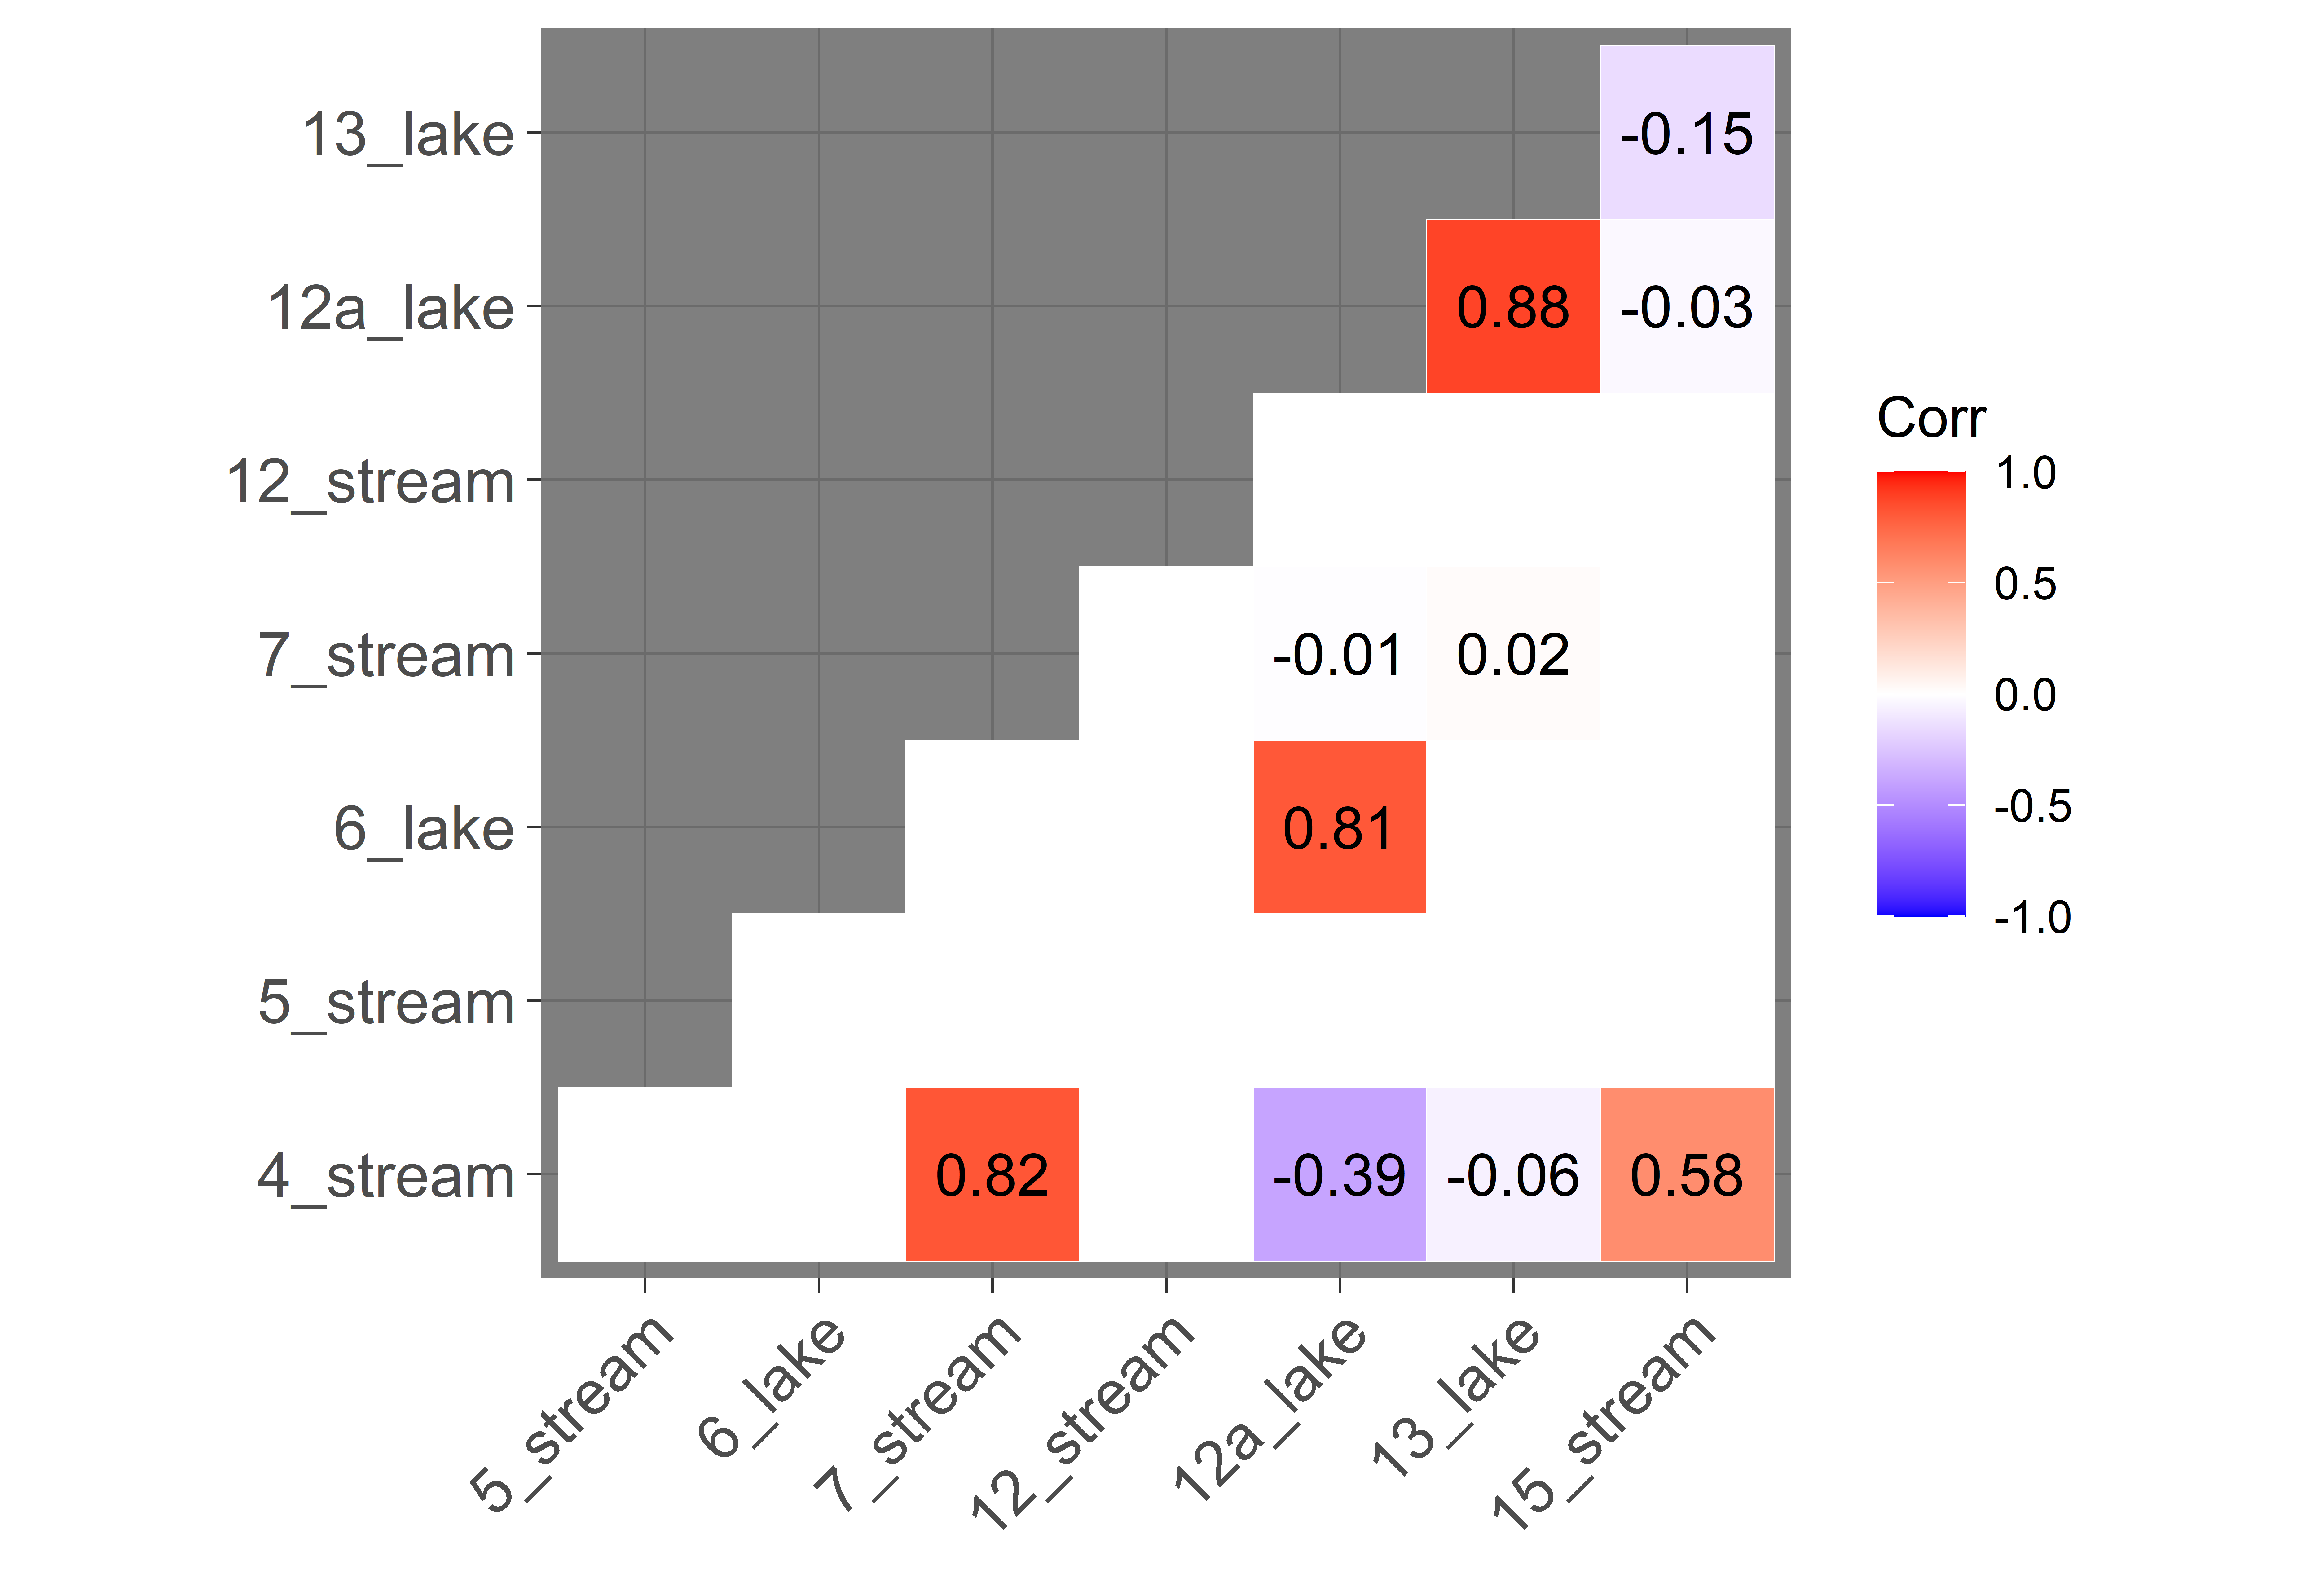 13_lake
-0.15
12a_lake
0.88
-0.03
12_stream
7_stream
-0.01
0.02
6_lake
0.81
5_stream
4_stream
0.82
-0.39
-0.06
0.58
5_stream
6_lake
7_stream
12_stream
12a_lake
13_lake
15_stream
Corr
1.0
0.5
0.0
-0.5
-1.0